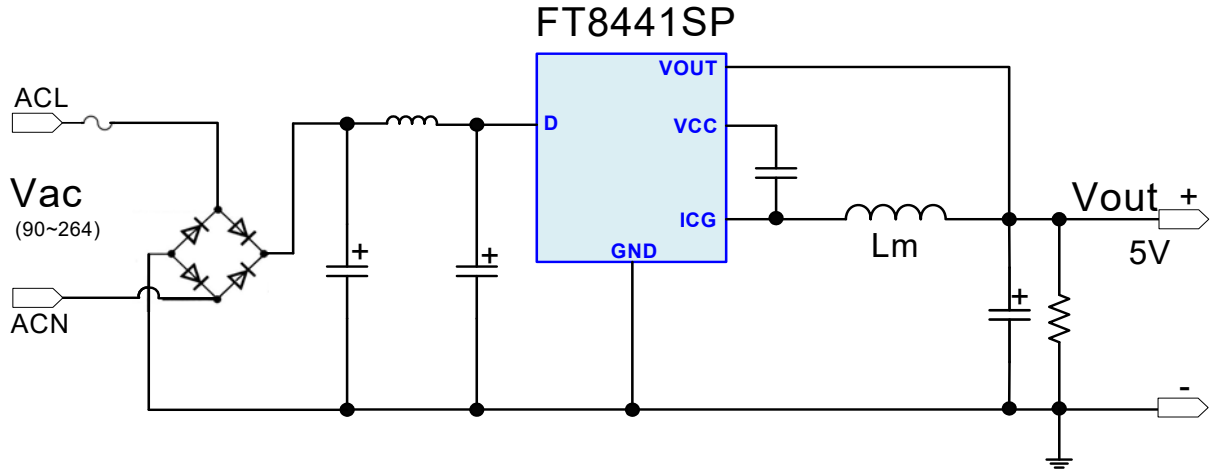 FT8441SP
VOUT
ACL
D
VCC
Vac
(90~264)
Vout +
ICG
Lm
5V
GND
+
+
+
ACN
-